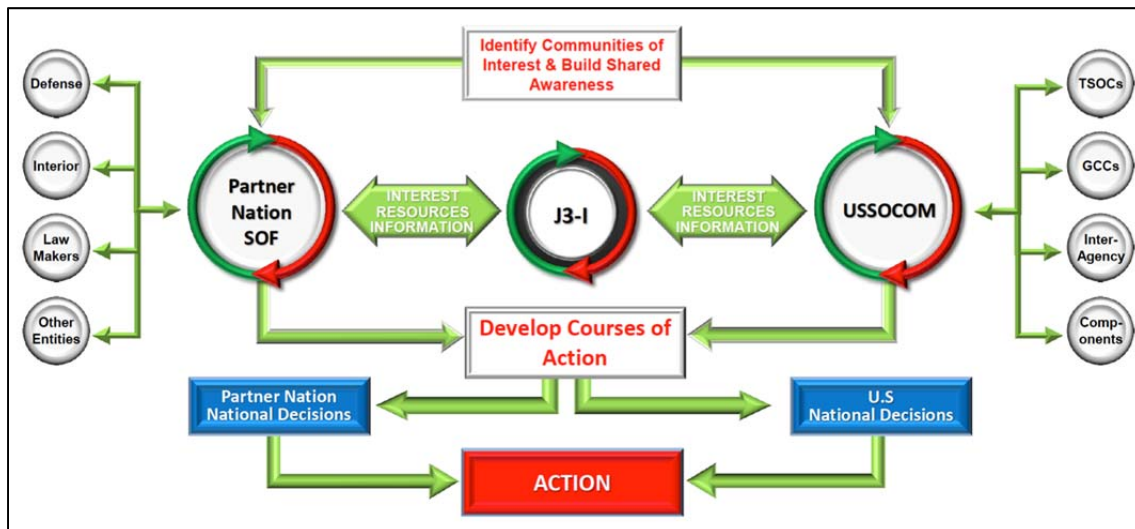 Identify Communities of
Interest & Build Shared
Awareness
Defense
Interior
Law
Makers
Other
Entities
Partner
Nation
SOF
INTEREST
RESOURCES
INFORMATION
J3-I
INTEREST
RESOURCES
INFORMATION
USSOCOM
TSOCs
GCCs
Inter-
Agency
Comp-
onents
Develop Courses of
Action
Partner Nation
National Decisions
U.S
National Decisions
ACTION